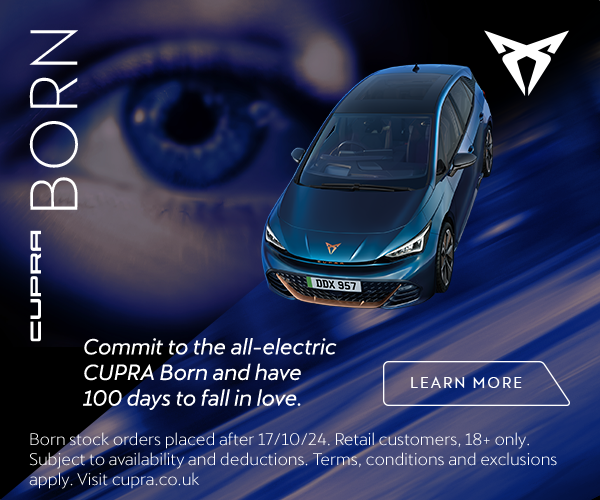 CUPRA BORN
DDX 957
Commit to the all-electric
CUPRA Born and have
100 days to fall in love.
LEARN MORE
Born stock orders placed after 17/10/24. Retail customers, 18+ only.
Subject to availability and deductions. Terms, conditions and exclusions
apply. Visit cupra.co.uk